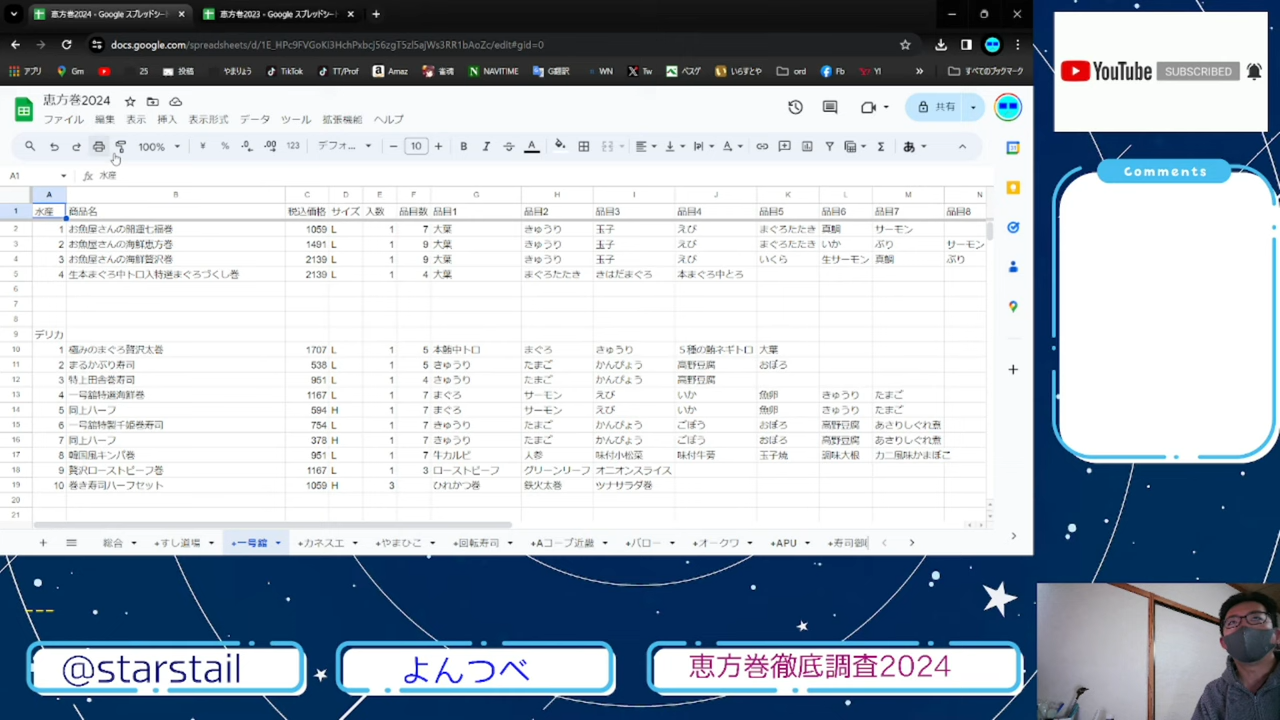 恵方巻2024 - Google スプレッドシート
恵方巻2023 - Google スプレッドシート
docs.google.com/spreadsheets/d/1E_HPc9FVGoKi3HchPxbcj56zgT5zl5ajWs3RR1bAoZc/edit#gid=0
アプリ Gm 25 投稿 やまりょう TikTok TT/Prof Amaz 雀魂 NAVITIME G翻訳 WN Tw ベスグ いらすとや ord Fb Y! » すべてのブックマーク
恵方巻2024
共有
ファイル 編集 表示 挿入 表示形式 データ ツール 拡張機能 ヘルプ
100% ¥ % .0 .00 123 デフォ... 10 B I A
A1 fx 水産
A B C D E F G H I J K L M N
1 水産 商品名 税込価格 サイズ 入数 品目数 品目1 品目2 品目3 品目4 品目5 品目6 品目7 品目8
2 1 お魚屋さんの開運七福巻 1059 L 1 7 大葉 きゅうり 玉子 えび まぐろたたき 真鯛 サーモン
3 2 お魚屋さんの海鮮恵方巻 1491 L 1 9 大葉 きゅうり 玉子 えび まぐろたたき いか ぶり サーモン
4 3 お魚屋さんの海鮮贅沢巻 2139 L 1 9 大葉 きゅうり 玉子 えび いくら 生サーモン 真鯛 ぶり
5 4 生本まぐろ中トロ入特選まぐろづくし巻 2139 L 1 4 大葉 まぐろたたき きはだまぐろ 本まぐろ中とろ
6
7
8
9 デリカ
10 1 極みのまぐろ贅沢太巻 1707 L 1 5 本鮪中トロ まぐろ きゅうり 5種の鮪ネギトロ 大葉
11 2 まるかぶり寿司 538 L 1 5 きゅうり たまご かんぴょう 高野豆腐 おぼろ
12 3 特上田舎巻寿司 951 L 1 4 きゅうり たまご かんぴょう 高野豆腐
13 4 一号舘特選海鮮巻 1167 L 1 7 まぐろ サーモン えび いか 魚卵 きゅうり たまご
14 5 同上ハーフ 594 H 1 7 まぐろ サーモン えび いか 魚卵 きゅうり たまご
15 6 一号舘特製千姫巻寿司 754 L 1 7 きゅうり たまご かんぴょう ごぼう おぼろ 高野豆腐 あさりしぐれ煮
16 7 同上ハーフ 378 H 1 7 きゅうり たまご かんぴょう ごぼう おぼろ 高野豆腐 あさりしぐれ煮
17 8 韓国風キンパ巻 951 L 1 7 牛カルビ 人参 味付小松菜 味付牛蒡 玉子焼 調味大根 カニ風味かまぼこ
18 9 贅沢ローストビーフ巻 1167 L 1 3 ローストビーフ グリーンリーフ オニオンスライス
19 10 巻き寿司ハーフセット 1059 H 3 ひれかつ巻 鉄火太巻 ツナサラダ巻
20
21
総合 +すし道場 +一号舘 +カネスエ +やまひこ +回転寿司 +Aコープ近畿 +バロー +オークワ +APU
YouTube SUBSCRIBED
Comments
@starstail
よんつべ
恵方巻徹底調査2024